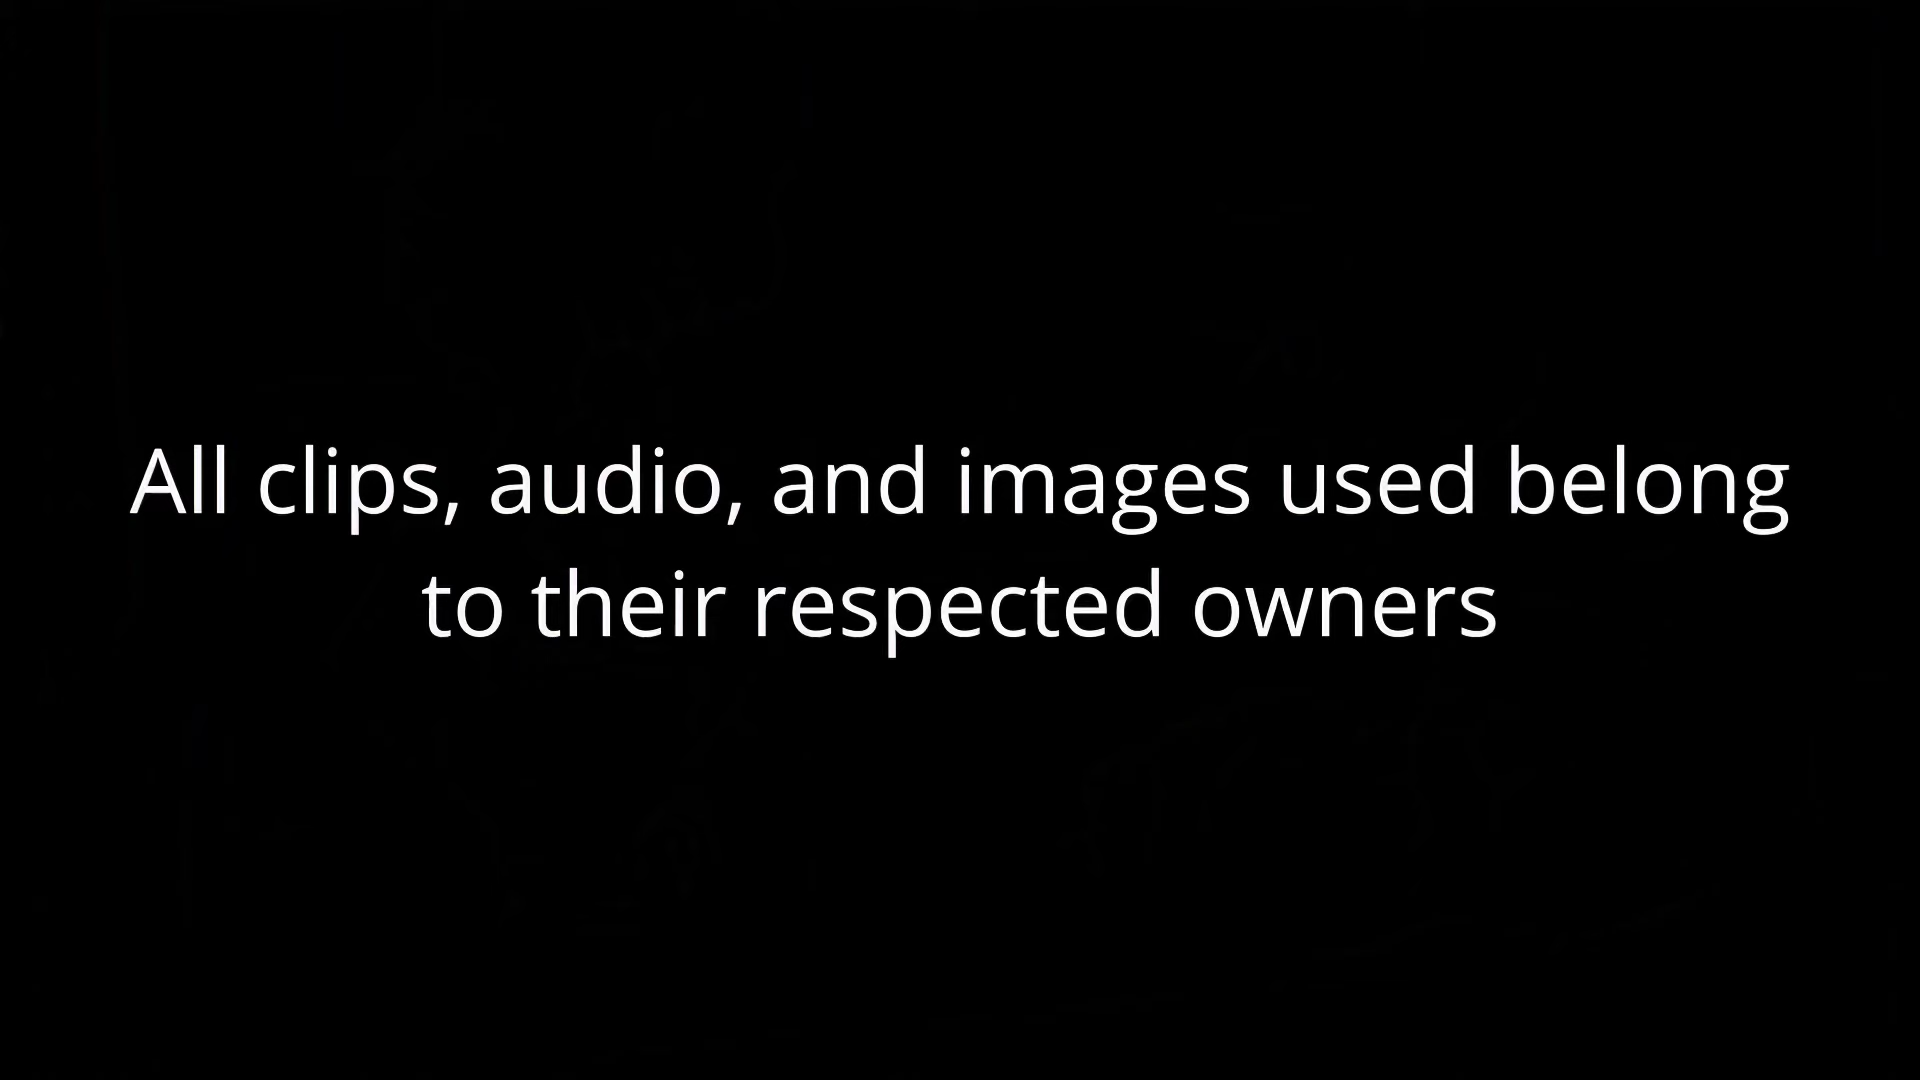 All clips, audio, and images used belong
to their respected owners